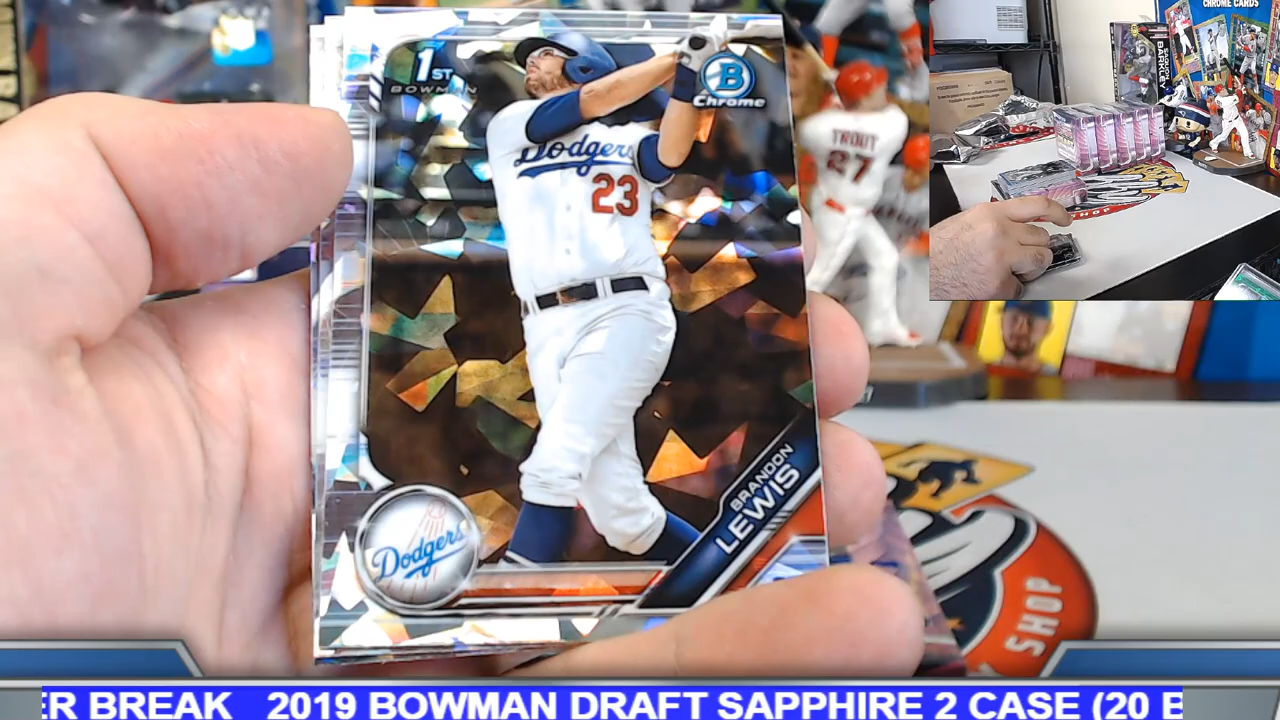 1ST
BOWMAN
B
Chrome
Dodgers
23
BRANDON
LEWIS
Dodgers
TROUT
27
CHROME CARDS
SHOP
SHOP
ER BREAK 2019 BOWMAN DRAFT SAPPHIRE 2 CASE (20 B